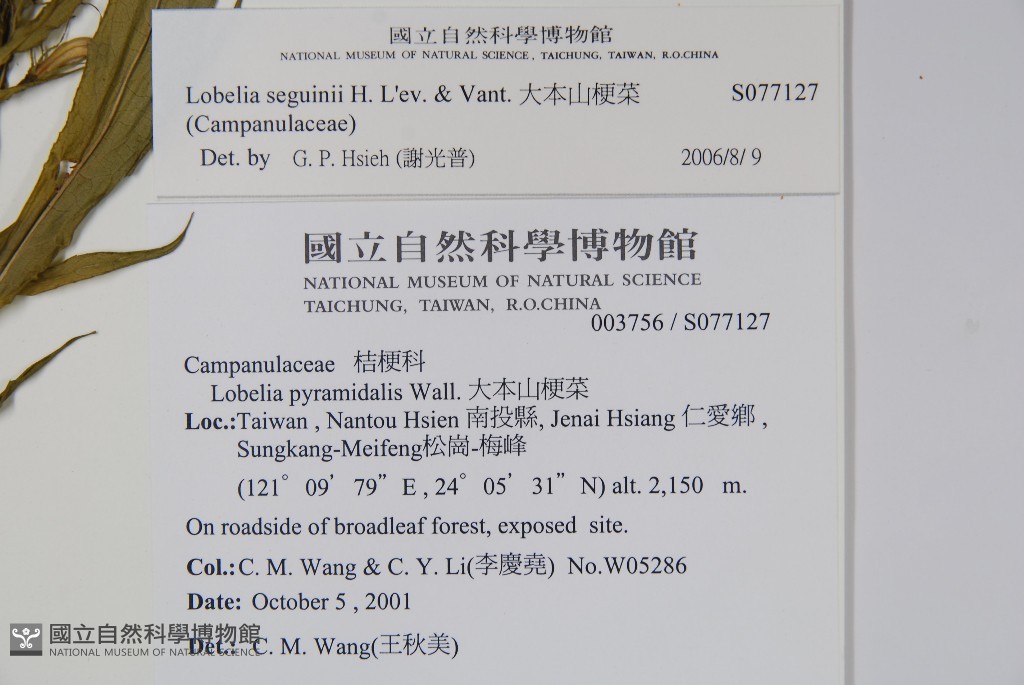 國立自然科學博物館
NATIONAL MUSEUM OF NATURAL SCIENCE, TAICHUNG, TAIWAN, R.O.CHINA
Lobelia seguinii H. L'ev. & Vant. 大本山梗菜 S077127
(Campanulaceae)
Det. by G. P. Hsieh (謝光普) 2006/8/ 9
國立自然科學博物館
NATIONAL MUSEUM OF NATURAL SCIENCE
TAICHUNG, TAIWAN, R.O.CHINA
003756 / S077127
Campanulaceae 桔梗科
Lobelia pyramidalis Wall. 大本山梗菜
Loc.:Taiwan , Nantou Hsien 南投縣, Jenai Hsiang 仁愛鄉 ,
Sungkang-Meifeng松崗-梅峰
(121° 09’ 79” E , 24° 05’ 31” N) alt. 2,150 m.
On roadside of broadleaf forest, exposed site.
Col.: C. M. Wang & C. Y. Li(李慶堯) No.W05286
Date: October 5 , 2001
Det.: C. M. Wang(王秋美)
國立自然科學博物館
NATIONAL MUSEUM OF NATURAL SCIENCE